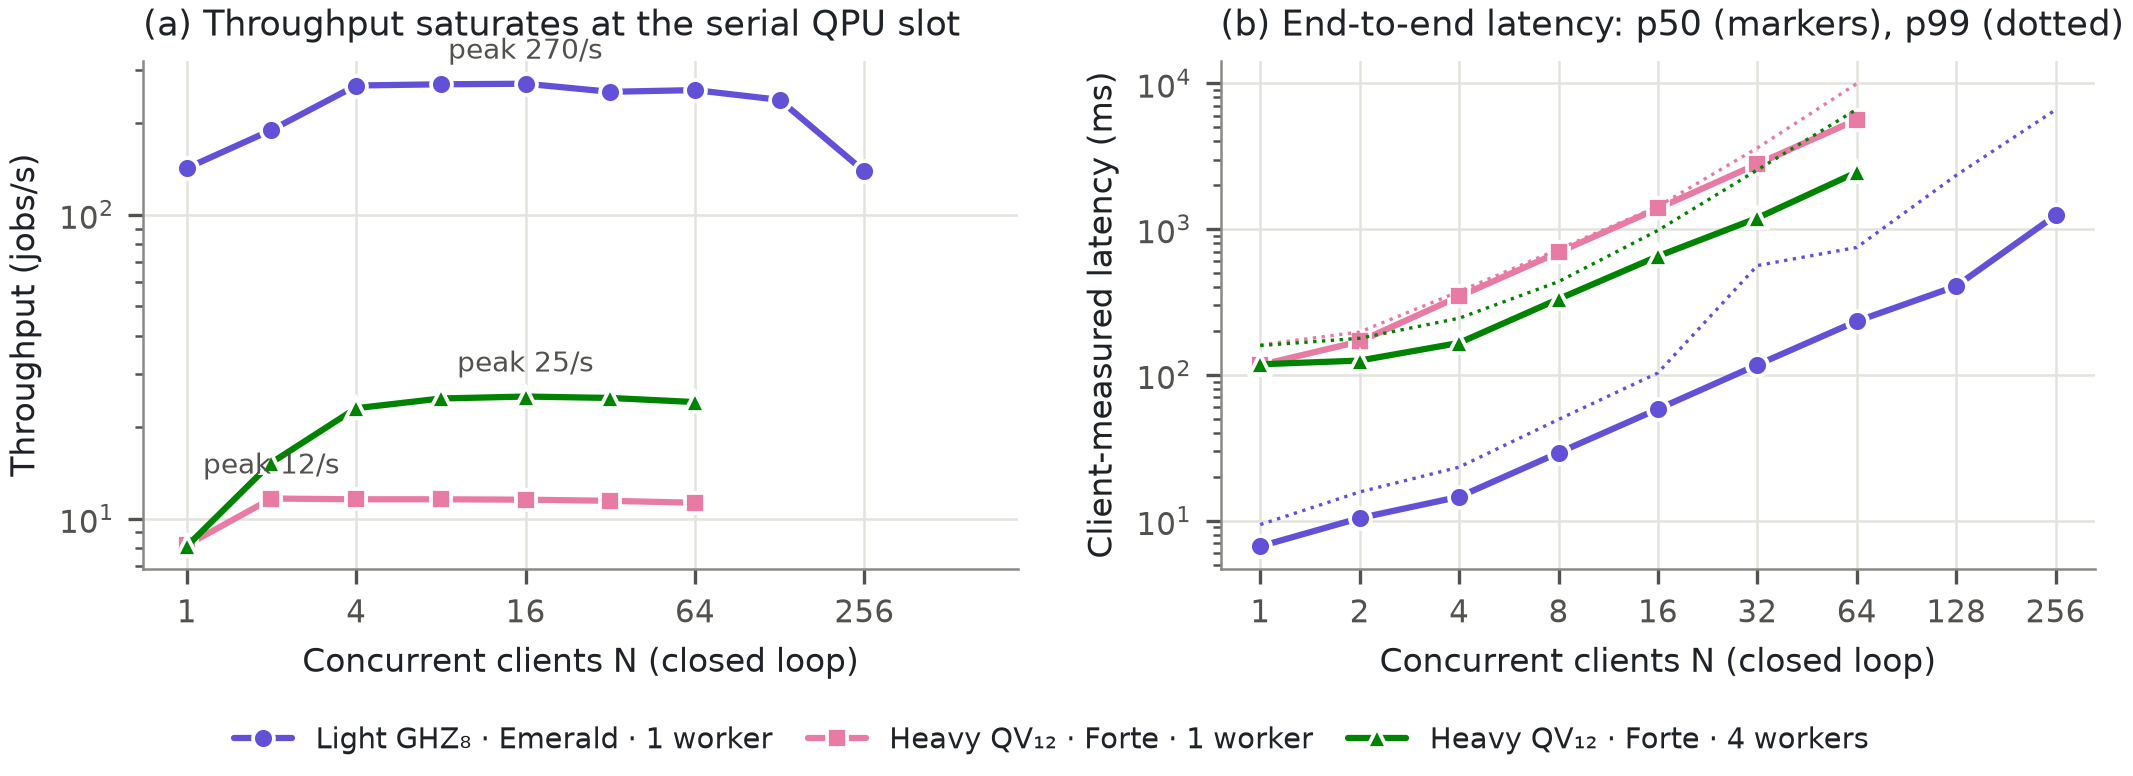 (a) Throughput saturates at the serial QPU slot
peak 270/s
peak 25/s
peak 12/s
Throughput (jobs/s)
10²
10¹
1 4 16 64 256
Concurrent clients N (closed loop)
(b) End-to-end latency: p50 (markers), p99 (dotted)
Client-measured latency (ms)
10⁴
10³
10²
10¹
1 2 4 8 16 32 64 128 256
Concurrent clients N (closed loop)
Light GHZ₈ · Emerald · 1 worker
Heavy QV₁₂ · Forte · 1 worker
Heavy QV₁₂ · Forte · 4 workers